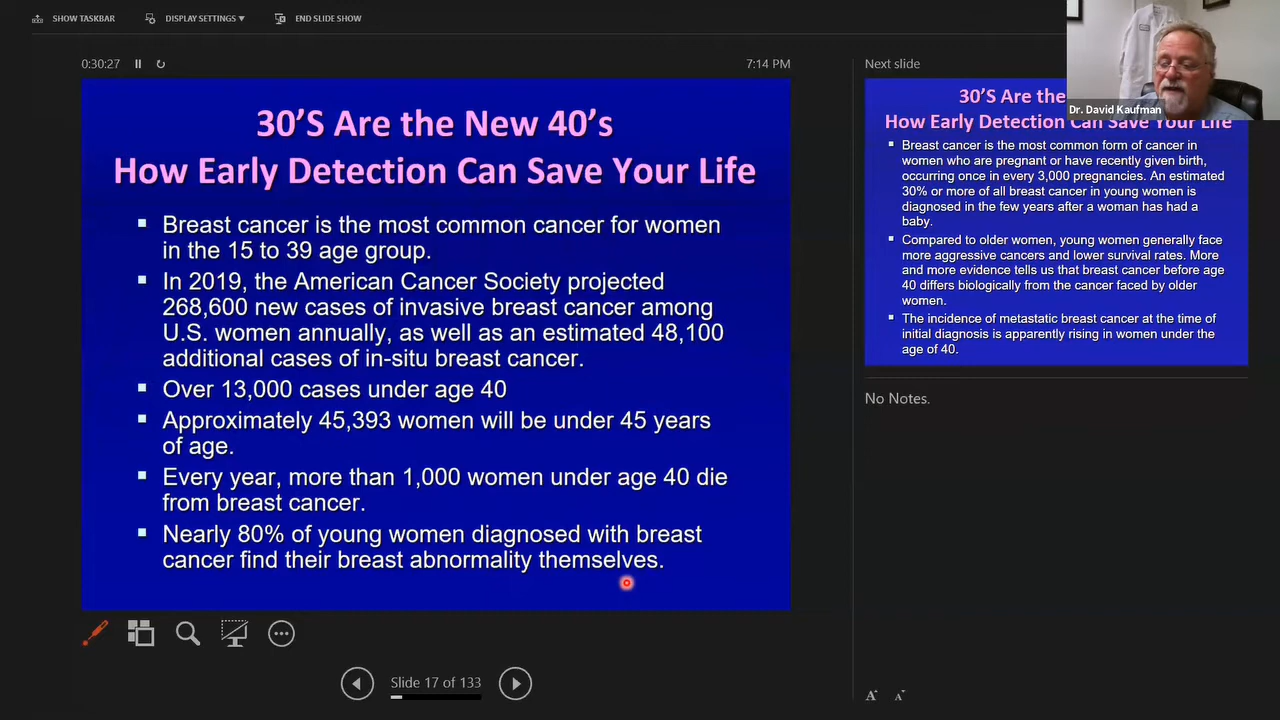 SHOW TASKBAR
DISPLAY SETTINGS ▼
END SLIDE SHOW
0:30:27
7:14 PM
30'S Are the New 40's
How Early Detection Can Save Your Life
Breast cancer is the most common cancer for women
in the 15 to 39 age group.
In 2019, the American Cancer Society projected
268,600 new cases of invasive breast cancer among
U.S. women annually, as well as an estimated 48,100
additional cases of in-situ breast cancer.
Over 13,000 cases under age 40
Approximately 45,393 women will be under 45 years
of age.
Every year, more than 1,000 women under age 40 die
from breast cancer.
Nearly 80% of young women diagnosed with breast
cancer find their breast abnormality themselves.
Slide 17 of 133
Next slide
Dr. David Kaufman
30'S Are the
How Early Detection Can Save Your Life
Breast cancer is the most common form of cancer in
women who are pregnant or have recently given birth,
occurring once in every 3,000 pregnancies. An estimated
30% or more of all breast cancer in young women is
diagnosed in the few years after a woman has had a
baby.
Compared to older women, young women generally face
more aggressive cancers and lower survival rates. More
and more evidence tells us that breast cancer before age
40 differs biologically from the cancer faced by older
women.
The incidence of metastatic breast cancer at the time of
initial diagnosis is apparently rising in women under the
age of 40.
No Notes.
A A